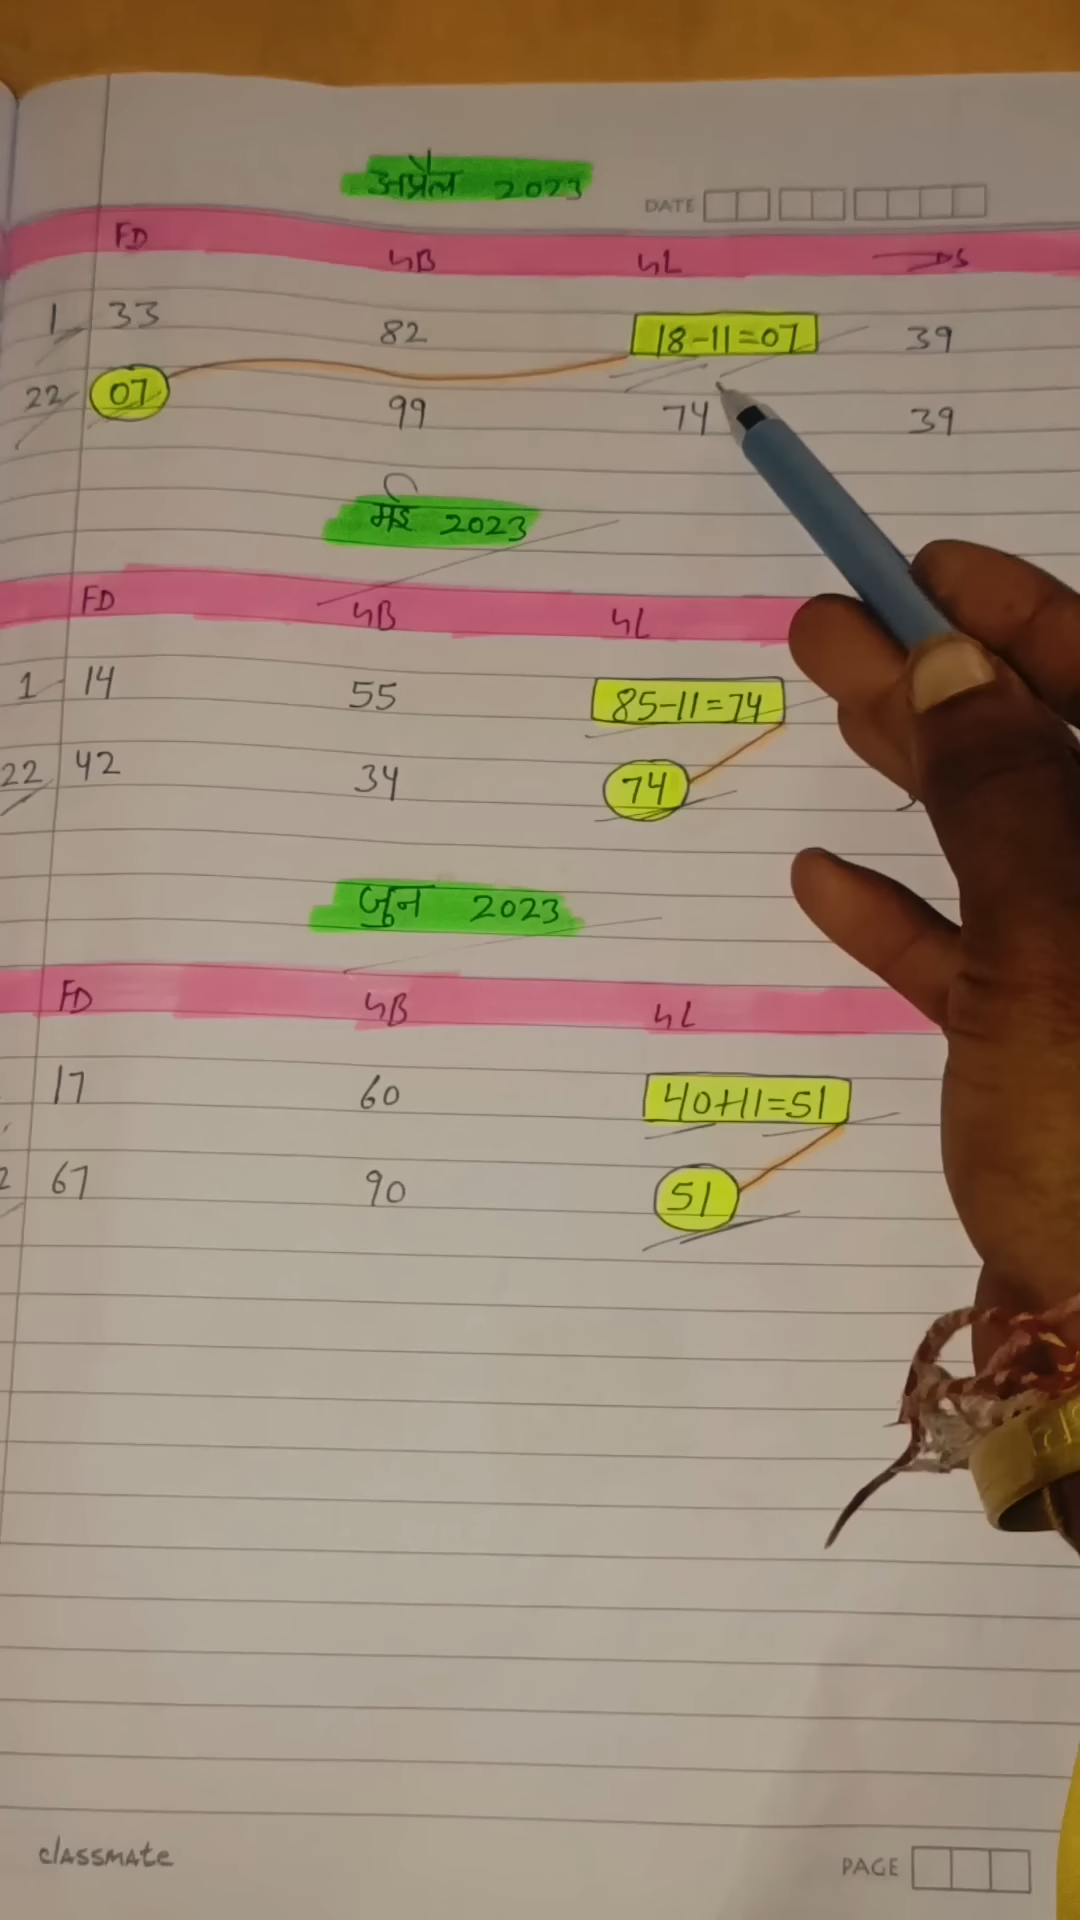 अप्रैल 2023
DATE
FD GB GL DS
1 33 82 18-11=07 39
22 07 99 74 39
मई 2023
FD GB GL
1 14 55 85-11=74
22 42 34 74
जून 2023
FD GB GL
17 60 40+11=51
2 67 90 51
classmate
PAGE